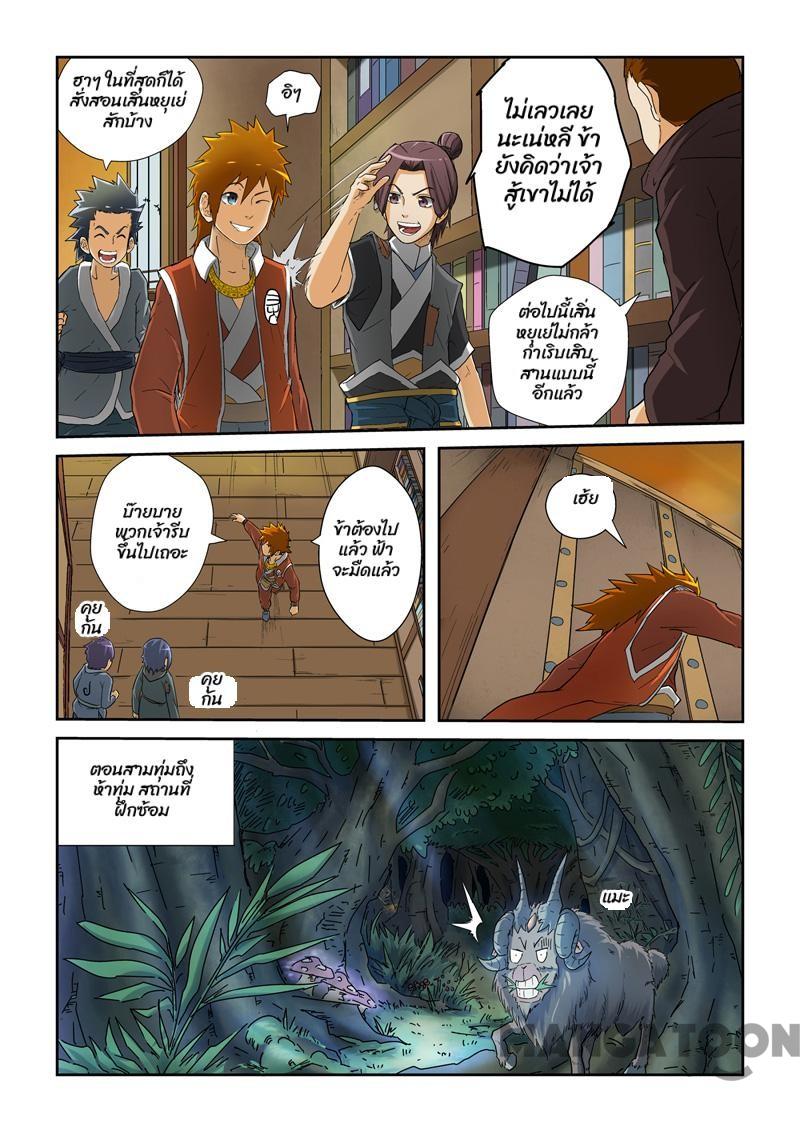 ฮาๆ ในที่สุดก็ได้
สั่งสอนเสิ่นหยุเย่
สักบ้าง
อิๆ
ไม่เลวเลย
นะเน่หลี ข้า
ยังคิดว่าเจ้า
สู้เขาไม่ได้
ต่อไปนี้เสิ่น
หยุเย่ไม่กล้า
กำเริบเสิบ
สานแบบนี้
อีกแล้ว
บ๊ายบาย
พวกเจ้ารีบ
ขึ้นไปเถอะ
ข้าต้องไป
แล้ว ฟ้า
จะมืดแล้ว
คุย
กัน
คุย
กัน
เฮ้ย
ตอนสามทุ่มถึง
ห้าทุ่ม สถานที่
ฝึกซ้อม
แมะ
MANGATOON